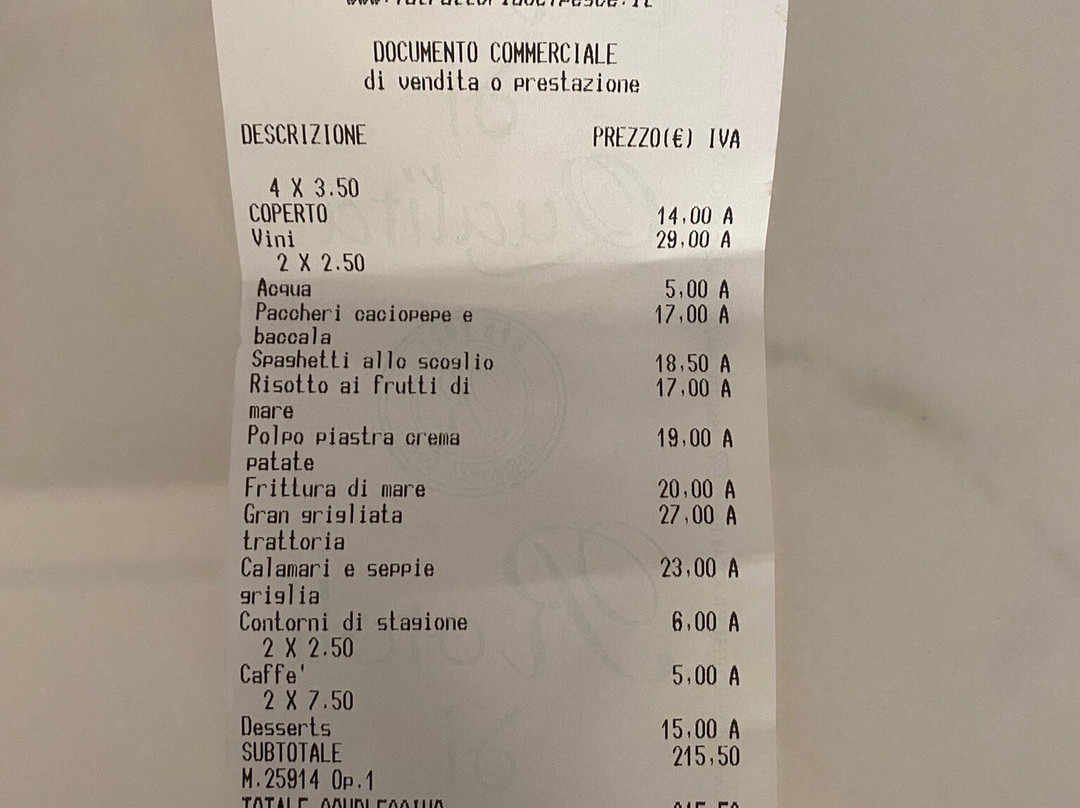 DOCUMENTO COMMERCIALE
di vendita o prestazione
DESCRIZIONE PREZZO(€) IVA
4 X 3.50
COPERTO 14,00 A
Vini 29,00 A
2 X 2.50
Acqua 5,00 A
Paccheri caciopepe e 17,00 A
baccala
Spaghetti allo scoglio 18,50 A
Risotto ai frutti di 17,00 A
mare
Polpo piastra crema 19,00 A
patate
Frittura di mare 20,00 A
Gran grigliata 27,00 A
trattoria
Calamari e seppie 23,00 A
griglia
Contorni di stagione 6,00 A
2 X 2.50
Caffe' 5,00 A
2 X 7.50
Desserts 15,00 A
SUBTOTALE 215,50
M.25914 Op.1
TOTALE COMPLESSIVO 215,50